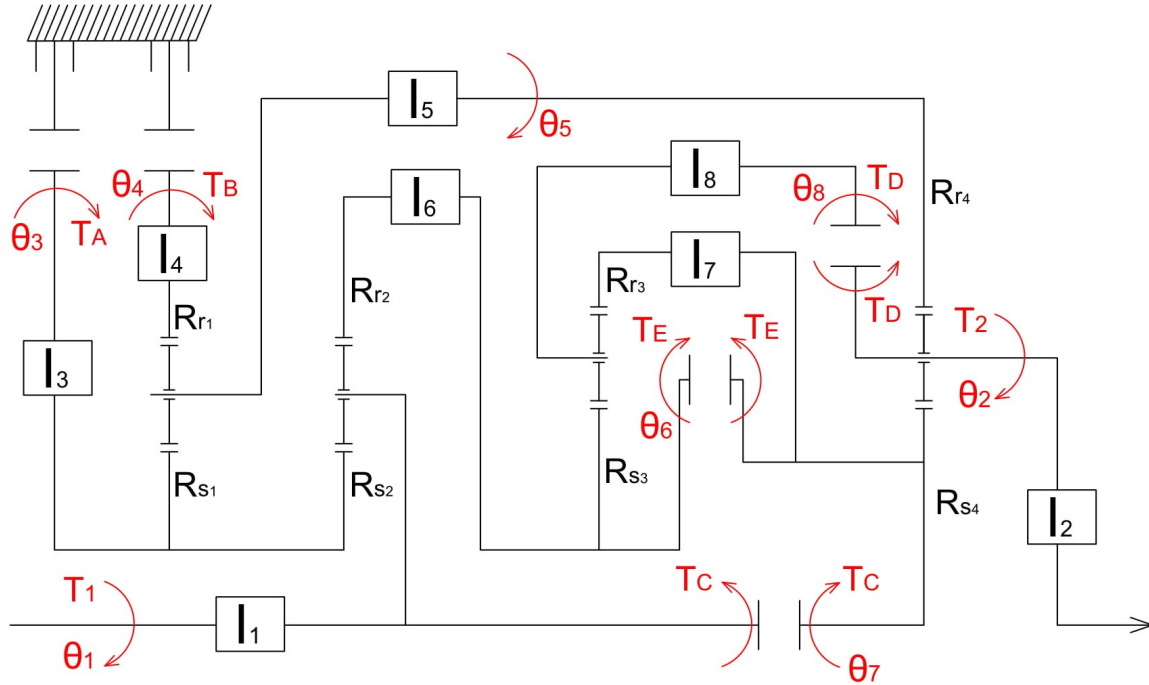 I5
θ5
I8
θ8 TD
Rr4
θ4 TB
I6
θ3 TA
I4
I7
Rr3
Rr2
TD
Rr1
TE TE
T2
I3
θ2
θ6
Rs1
Rs2
Rs3
Rs4
I2
T1
TC TC
I1
θ1
θ7